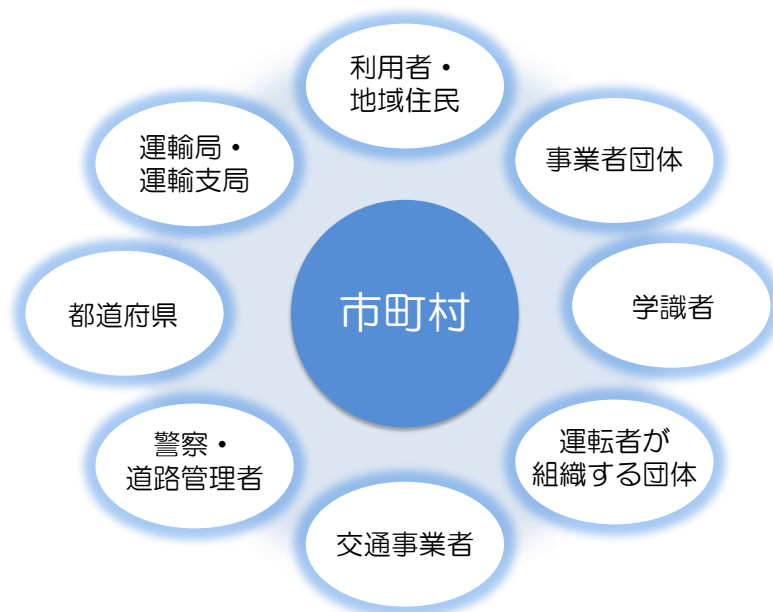 利用者・
地域住民
運輸局・
運輸支局
事業者団体
都道府県
市町村
学識者
警察・
道路管理者
運転者が
組織する団体
交通事業者